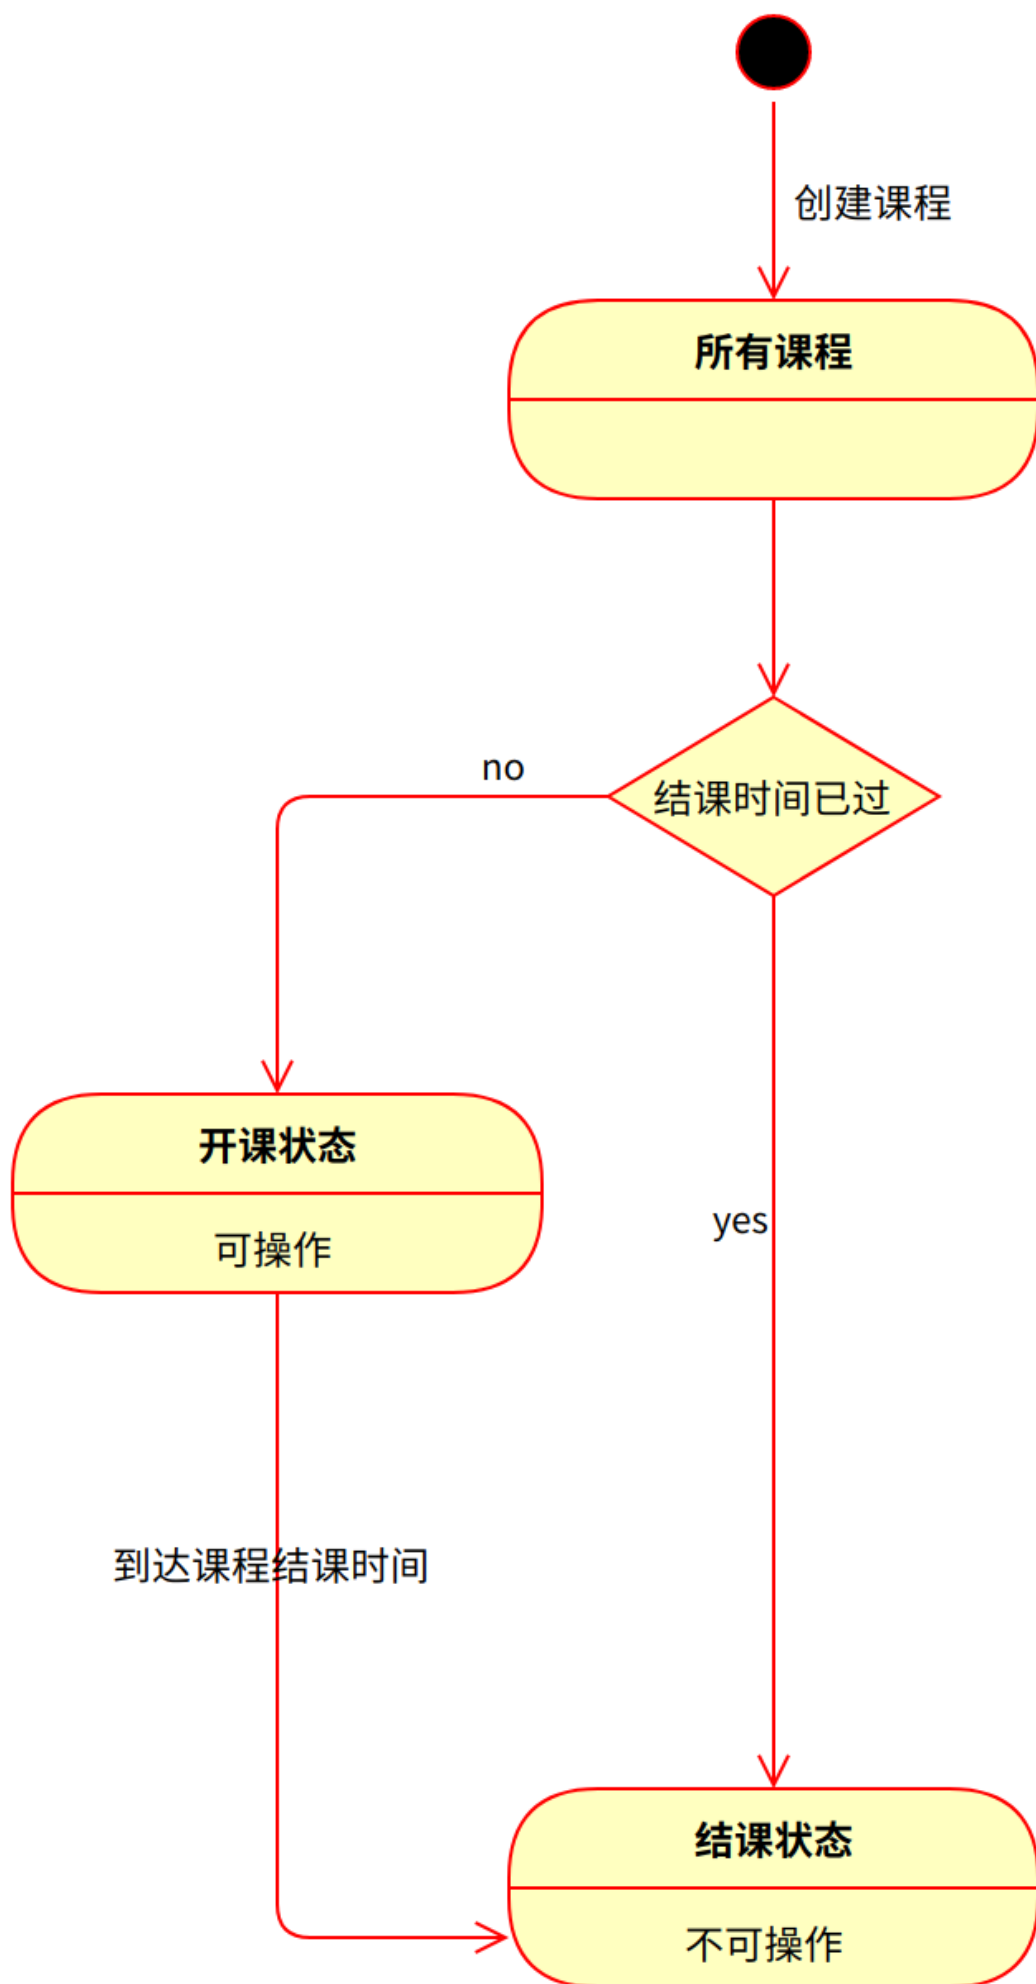 创建课程
所有课程
no
结课时间已过
开课状态
可操作
yes
到达课程结课时间
结课状态
不可操作